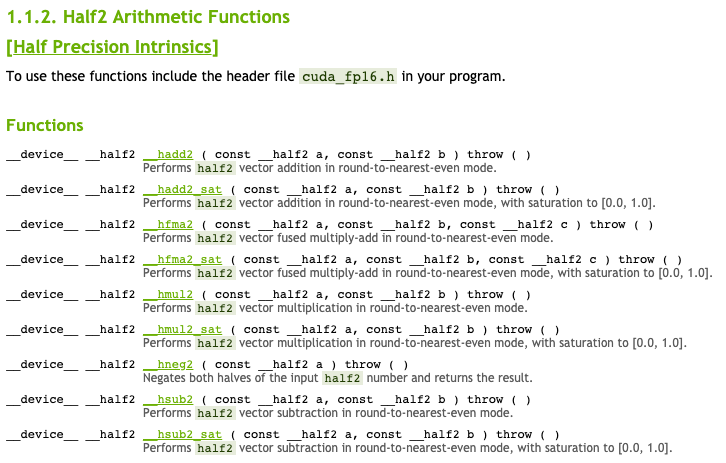 1.1.2. Half2 Arithmetic Functions
[Half Precision Intrinsics]
To use these functions include the header file cuda_fp16.h in your program.
Functions
__device__ __half2 __hadd2 ( const __half2 a, const __half2 b ) throw ( )
Performs half2 vector addition in round-to-nearest-even mode.
__device__ __half2 __hadd2_sat ( const __half2 a, const __half2 b ) throw ( )
Performs half2 vector addition in round-to-nearest-even mode, with saturation to [0.0, 1.0].
__device__ __half2 __hfma2 ( const __half2 a, const __half2 b, const __half2 c ) throw ( )
Performs half2 vector fused multiply-add in round-to-nearest-even mode.
__device__ __half2 __hfma2_sat ( const __half2 a, const __half2 b, const __half2 c ) throw ( )
Performs half2 vector fused multiply-add in round-to-nearest-even mode, with saturation to [0.0, 1.0].
__device__ __half2 __hmul2 ( const __half2 a, const __half2 b ) throw ( )
Performs half2 vector multiplication in round-to-nearest-even mode.
__device__ __half2 __hmul2_sat ( const __half2 a, const __half2 b ) throw ( )
Performs half2 vector multiplication in round-to-nearest-even mode, with saturation to [0.0, 1.0].
__device__ __half2 __hneg2 ( const __half2 a ) throw ( )
Negates both halves of the input half2 number and returns the result.
__device__ __half2 __hsub2 ( const __half2 a, const __half2 b ) throw ( )
Performs half2 vector subtraction in round-to-nearest-even mode.
__device__ __half2 __hsub2_sat ( const __half2 a, const __half2 b ) throw ( )
Performs half2 vector subtraction in round-to-nearest-even mode, with saturation to [0.0, 1.0].